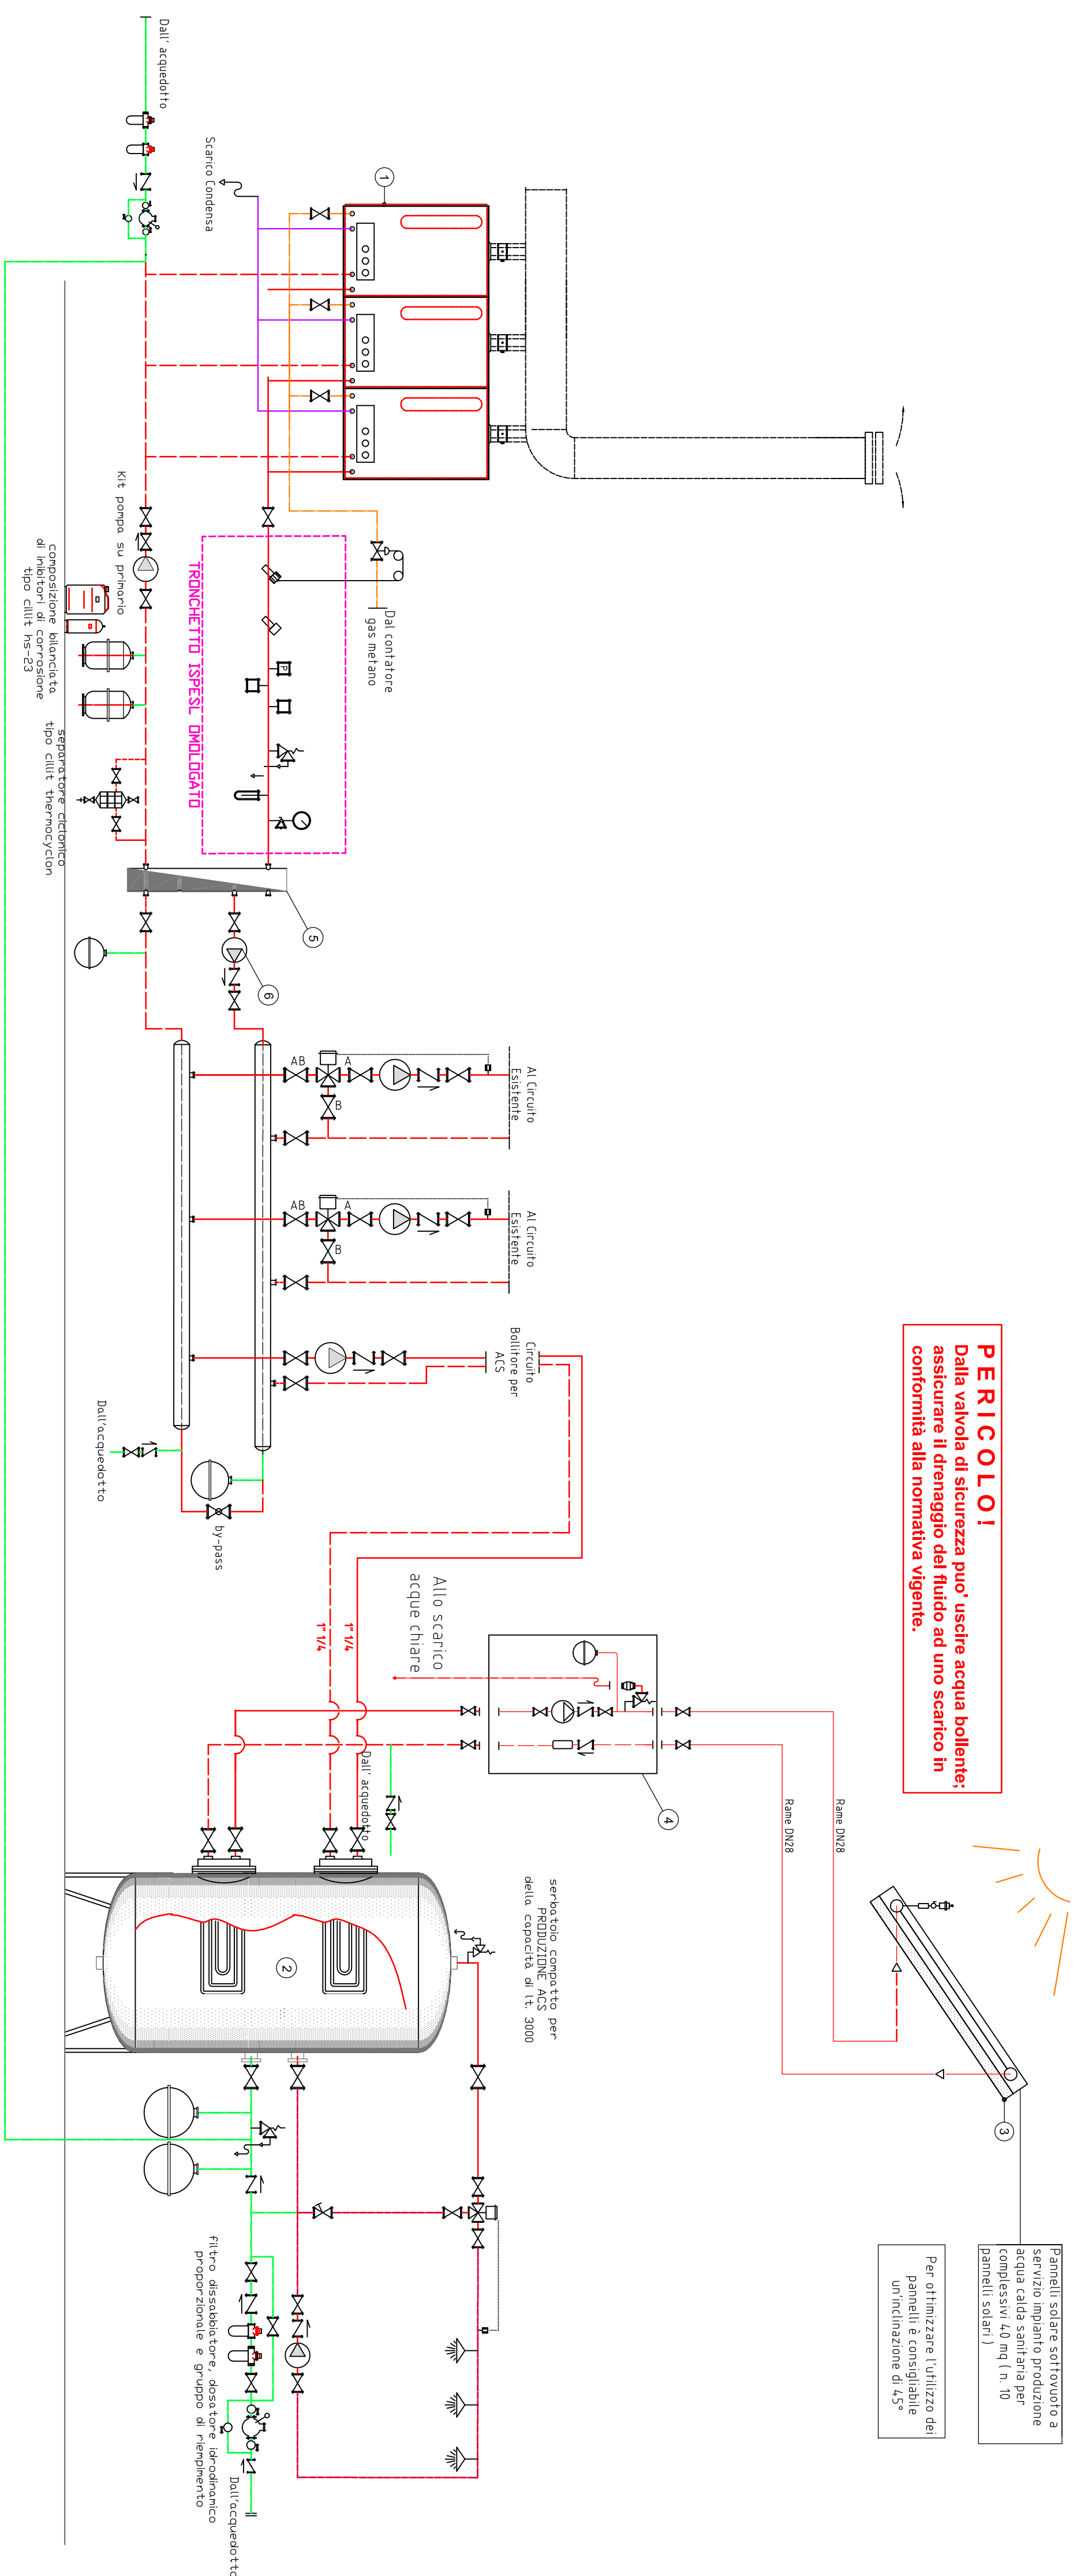 Dall' acquedotto
Scarico Condensa
1
Kit pompa su primario
composizione bilanciata
di inibitori di corrosione
tipo cillit hs-23
separatore ciclonico
tipo cillit thermocyclon
TRONCHETTO ISPESL OMOLOGATO
P
Dal contatore
gas metano
5
6
AB
A
B
Al Circuito
Esistente
AB
A
B
Al Circuito
Esistente
Circuito
Bollitore per
ACS
Dall'acquedotto
by-pass
PERICOLO!
Dalla valvola di sicurezza puo' uscire acqua bollente;
assicurare il drenaggio del fluido ad uno scarico in
conformità alla normativa vigente.
Allo scarico
acque chiare
1" 1/4
1" 1/4
Dall' acquedotto
4
Rame DN28
Rame DN28
serbatoio compatto per
PRODUZIONE ACS
della capacità di lt. 3000
2
3
Pannelli solare sottovuoto a
servizio impianto produzione
acqua calda sanitaria per
complessivi 40 mq ( n. 10
pannelli solari )
Per ottimizzare l'utilizzo dei
pannelli è consigliabile
un'inclinazione di 45°
filtro dissabbiatore, dosatore idrodinamico
proporzionale e gruppo di riempimento
Dall'acquedotto